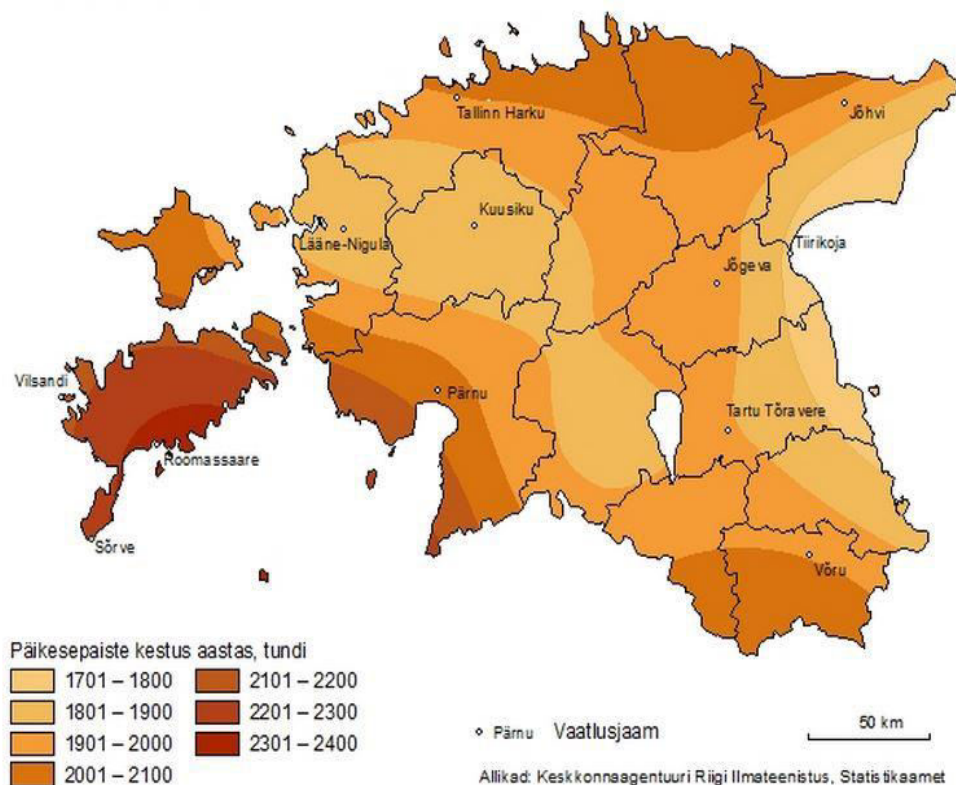 Tallinn Harku
Jõhvi
Kuusiku
Lääne-Nigula
Tiirikoja
Jõgeva
Vilsandi
Pärnu
Tartu Tõravere
Roomassaare
Sõrve
Võru
Päikesepaiste kestus aastas, tundi
1701 – 1800
2101 – 2200
1801 – 1900
2201 – 2300
1901 – 2000
2301 – 2400
2001 – 2100
Pärnu Vaatlusjaam
50 km
Allikad: Keskkonnaagentuuri Riigi Ilmateenistus, Statistikaamet